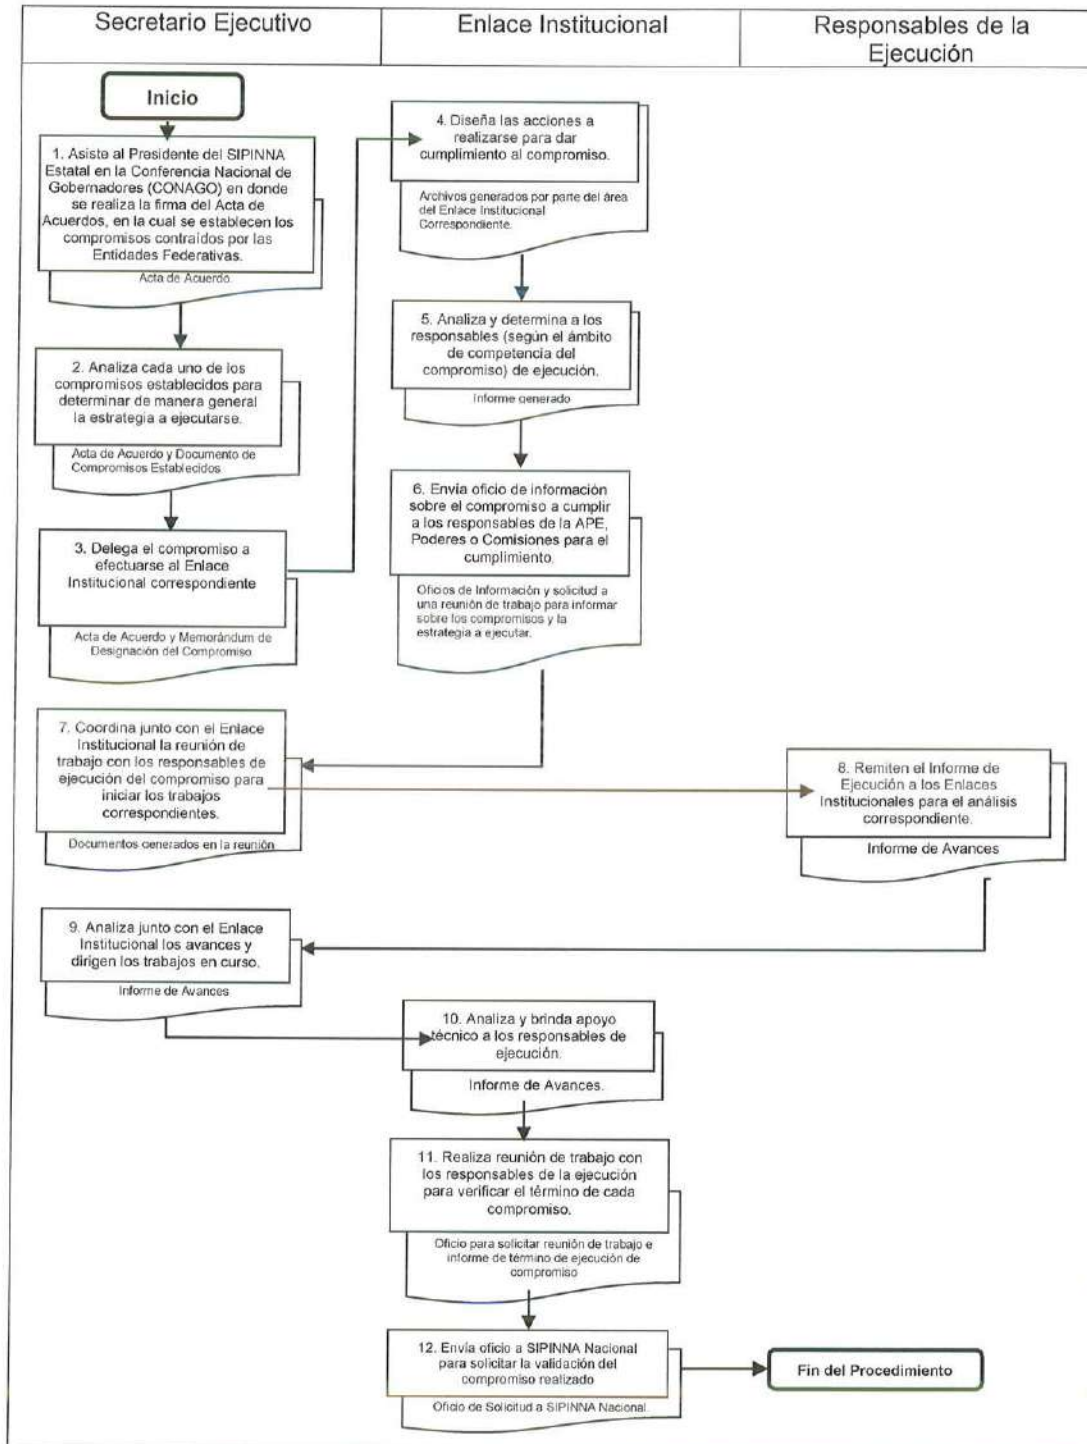 Secretario Ejecutivo
Enlace Institucional
Responsables de la
Ejecución
Inicio
1. Asiste al Presidente del SIPINNA
Estatal en la Conferencia Nacional de
Gobernadores (CONAGO) en donde
se realiza la firma del Acta de
Acuerdos, en la cual se establecen los
compromisos contraídos por las
Entidades Federativas.
Acta de Acuerdo.
2. Analiza cada uno de los
compromisos establecidos para
determinar de manera general
la estrategia a ejecutarse.
Acta de Acuerdo y Documento de
Compromisos Establecidos
3. Delega el compromiso a
efectuarse al Enlace
Institucional correspondiente
Acta de Acuerdo y Memorándum de
Designación del Compromiso
4. Diseña las acciones a
realizarse para dar
cumplimiento al compromiso.
Archivos generados por parte del área
del Enlace Institucional
Correspondiente.
5. Analiza y determina a los
responsables (según el ámbito
de competencia del
compromiso) de ejecución.
Informe generado
6. Envía oficio de información
sobre el compromiso a cumplir
a los responsables de la APE,
Poderes o Comisiones para el
cumplimiento.
Oficios de Información y solicitud a
una reunión de trabajo para informar
sobre los compromisos y la
estrategia a ejecutar.
7. Coordina junto con el Enlace
Institucional la reunión de
trabajo con los responsables de
ejecución del compromiso para
iniciar los trabajos
correspondientes.
Documentos generados en la reunión
8. Remiten el Informe de
Ejecución a los Enlaces
Institucionales para el análisis
correspondiente.
Informe de Avances
9. Analiza junto con el Enlace
Institucional los avances y
dirigen los trabajos en curso.
Informe de Avances
10. Analiza y brinda apoyo
técnico a los responsables de
ejecución.
Informe de Avances.
11. Realiza reunión de trabajo con
los responsables de la ejecución
para verificar el término de cada
compromiso.
Oficio para solicitar reunión de trabajo e
informe de término de ejecución de
compromiso
12. Envía oficio a SIPINNA Nacional
para solicitar la validación del
compromiso realizado
Oficio de Solicitud a SIPINNA Nacional.
Fin del Procedimiento